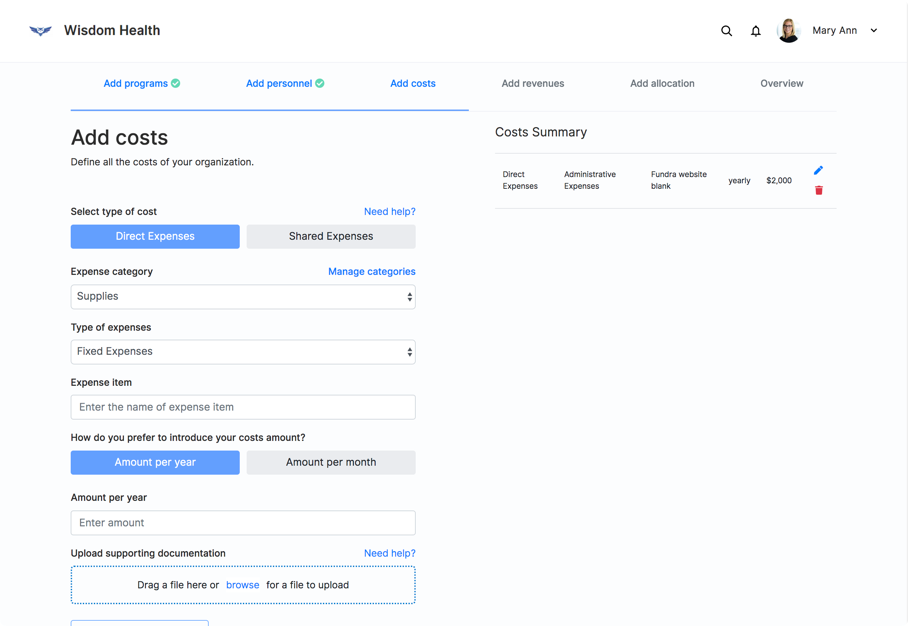 Wisdom Health
Mary Ann
Add programs
Add personnel
Add costs
Add revenues
Add allocation
Overview
Add costs
Define all the costs of your organization.
Select type of cost
Need help?
Direct Expenses
Shared Expenses
Expense category
Manage categories
Supplies
Type of expenses
Fixed Expenses
Expense item
Enter the name of expense item
How do you prefer to introduce your costs amount?
Amount per year
Amount per month
Amount per year
Enter amount
Upload supporting documentation
Need help?
Drag a file here or browse for a file to upload
Costs Summary
Direct
Expenses
Administrative
Expenses
Fundra website
blank
yearly
$2,000